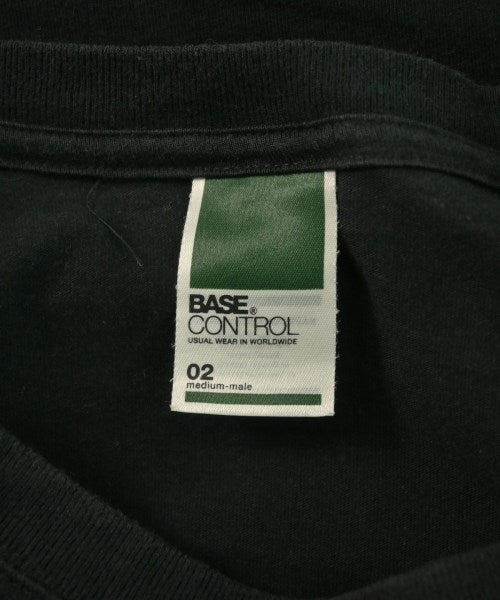 BASE®
CONTROL
USUAL WEAR IN WORLDWIDE
02
medium-male